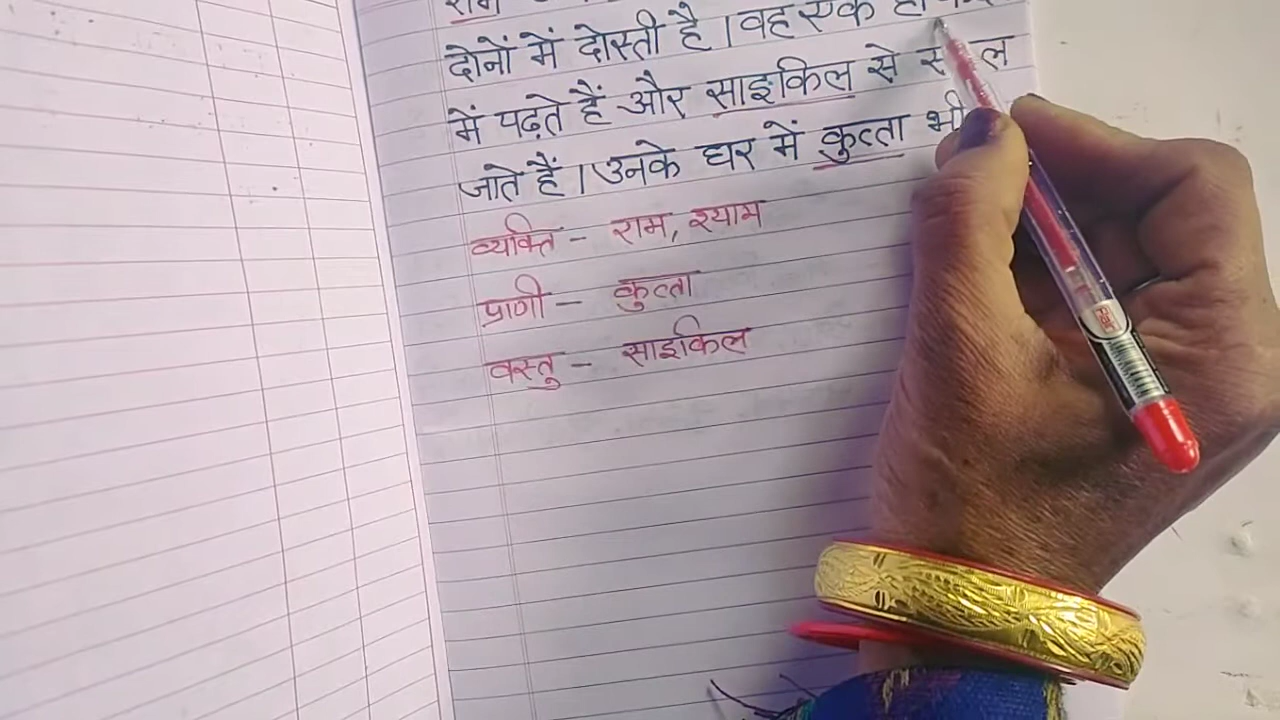 राम
दोनों में दोस्ती है । वह एक ही
में पढ़ते हैं और साइकिल से
जाते हैं । उनके घर में कुत्ता भी
व्यक्ति - राम, श्याम
प्राणी - कुत्ता
वस्तु - साइकिल